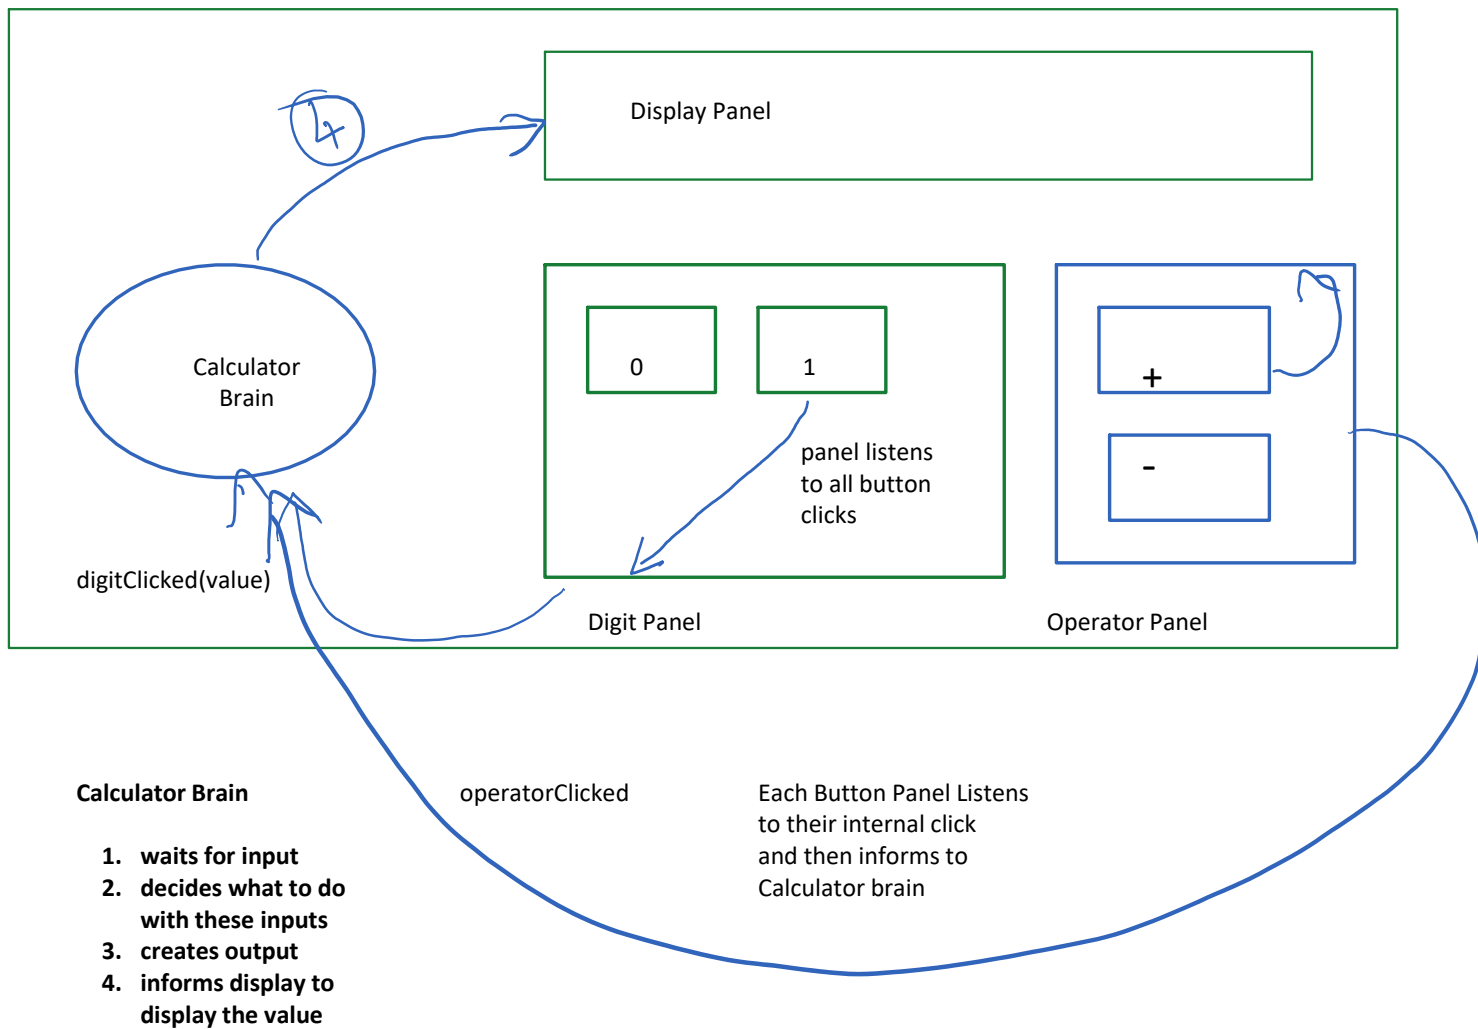 4
Display Panel
Calculator
Brain
0
1
+
-
panel listens
to all button
clicks
digitClicked(value)
Digit Panel
Operator Panel
Calculator Brain
1. waits for input
2. decides what to do
with these inputs
3. creates output
4. informs display to
display the value
operatorClicked
Each Button Panel Listens
to their internal click
and then informs to
Calculator brain